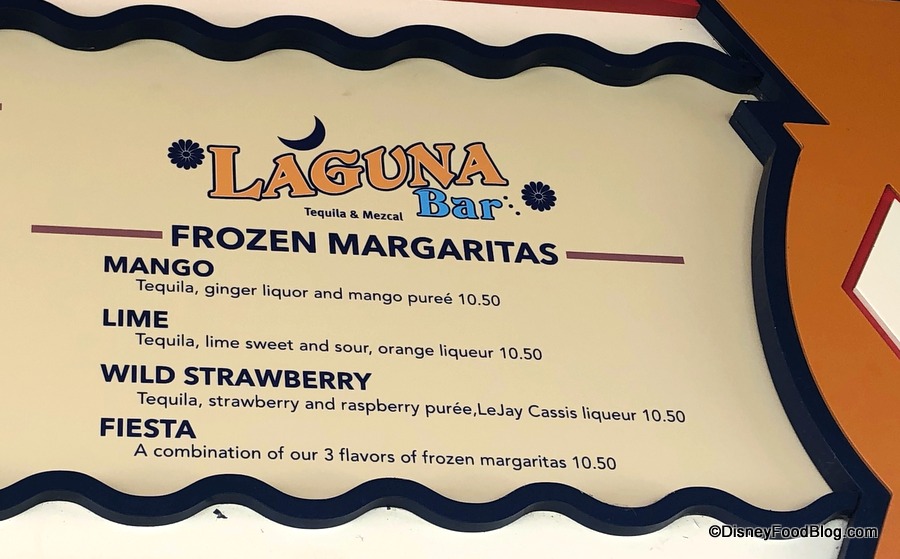 LAGUNA
Bar
Tequila & Mezcal
FROZEN MARGARITAS
MANGO
Tequila, ginger liquor and mango pureé 10.50
LIME
Tequila, lime sweet and sour, orange liqueur 10.50
WILD STRAWBERRY
Tequila, strawberry and raspberry purée,LeJay Cassis liqueur 10.50
FIESTA
A combination of our 3 flavors of frozen margaritas 10.50
©DisneyFoodBlog.com